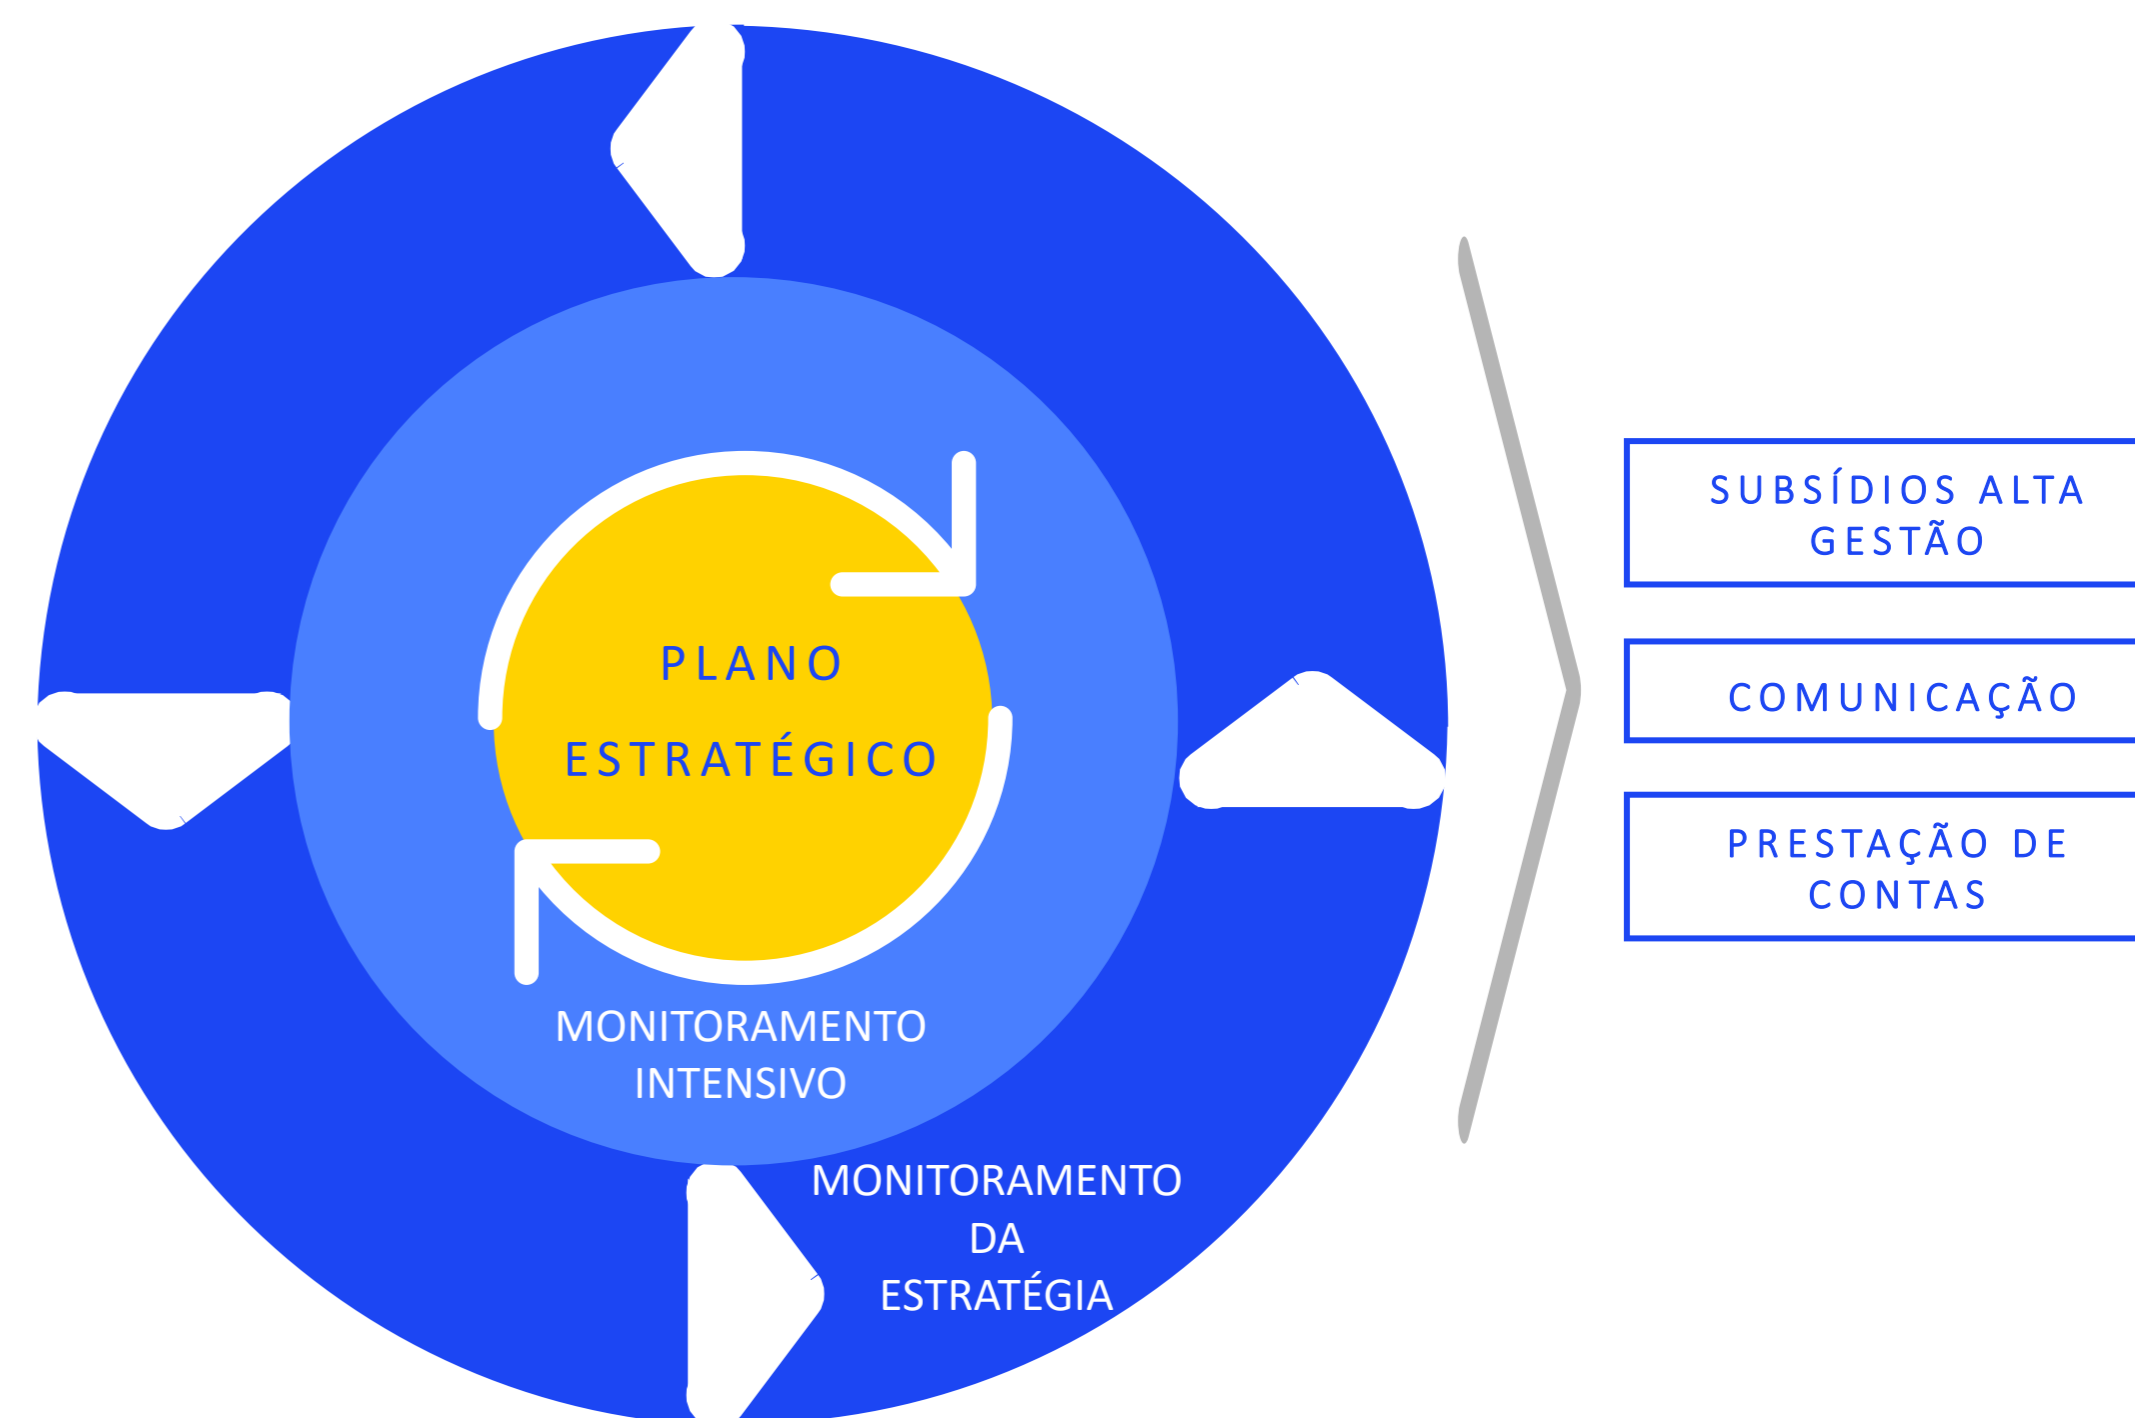 PLANO
ESTRATÉGICO
MONITORAMENTO
INTENSIVO
MONITORAMENTO
DA
ESTRATÉGIA
SUBSÍDIOS ALTA
GESTÃO
COMUNICAÇÃO
PRESTAÇÃO DE
CONTAS